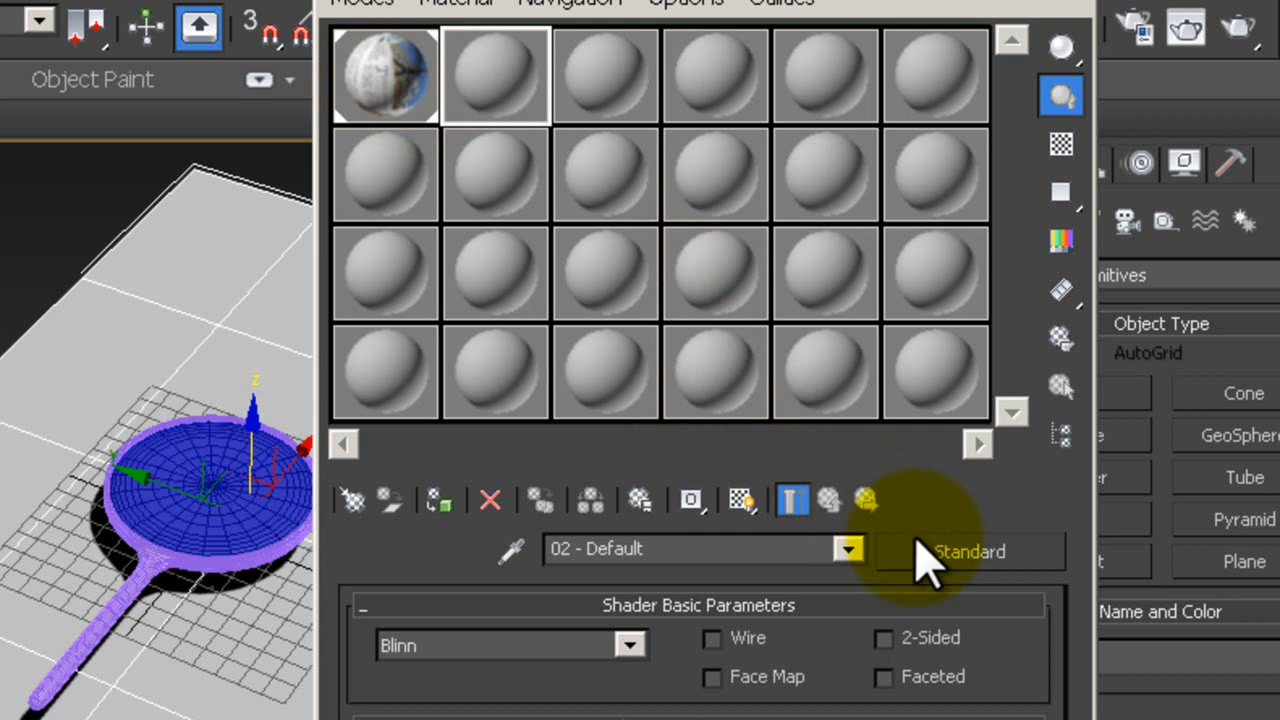 Modes Material Navigation Options Utilities
3
Object Paint
mitives
Object Type
AutoGrid
Cone
GeoSphere
Tube
Pyramid
Plane
Name and Color
z
02 - Default
Standard
Shader Basic Parameters
Blinn
Wire
2-Sided
Face Map
Faceted